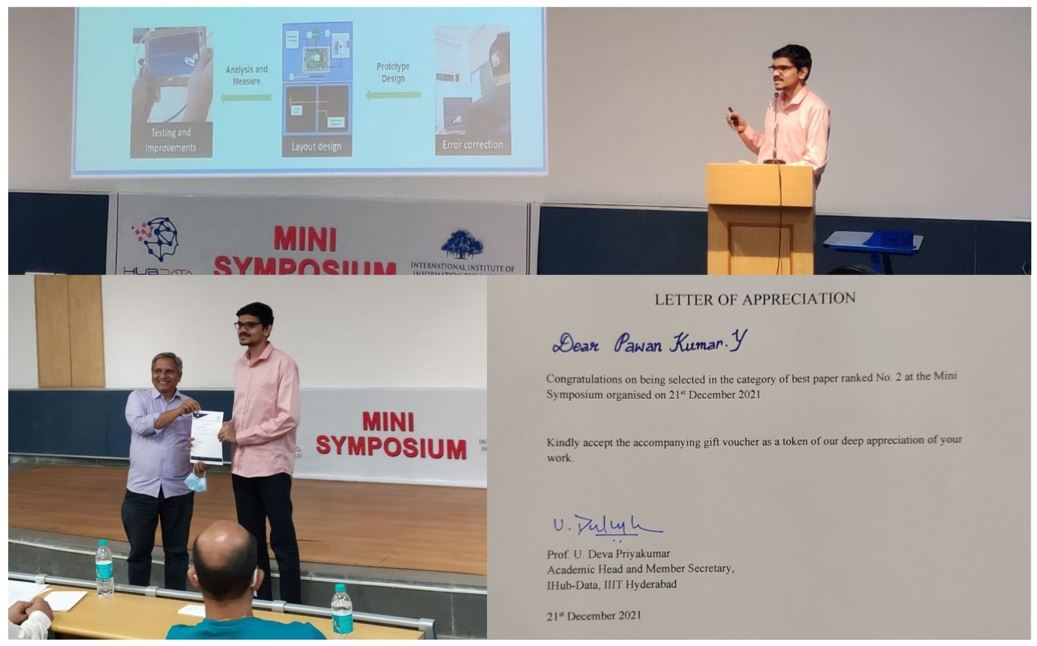 Analysis and
Measure
Prototype
Design
Testing and
Improvements
Layout design
Error correction
MINI
SYMPOSIUM
HUB DATA
INTERNATIONAL INSTITUTE OF
MINI
SYMPOSIUM
LETTER OF APPRECIATION
Dear Pawan Kumar. Y
Congratulations on being selected in the category of best paper ranked No. 2 at the Mini
Symposium organised on 21st December 2021
Kindly accept the accompanying gift voucher as a token of our deep appreciation of your
work.
Prof. U. Deva Priyakumar
Academic Head and Member Secretary,
IHub-Data, IIIT Hyderabad
21st December 2021